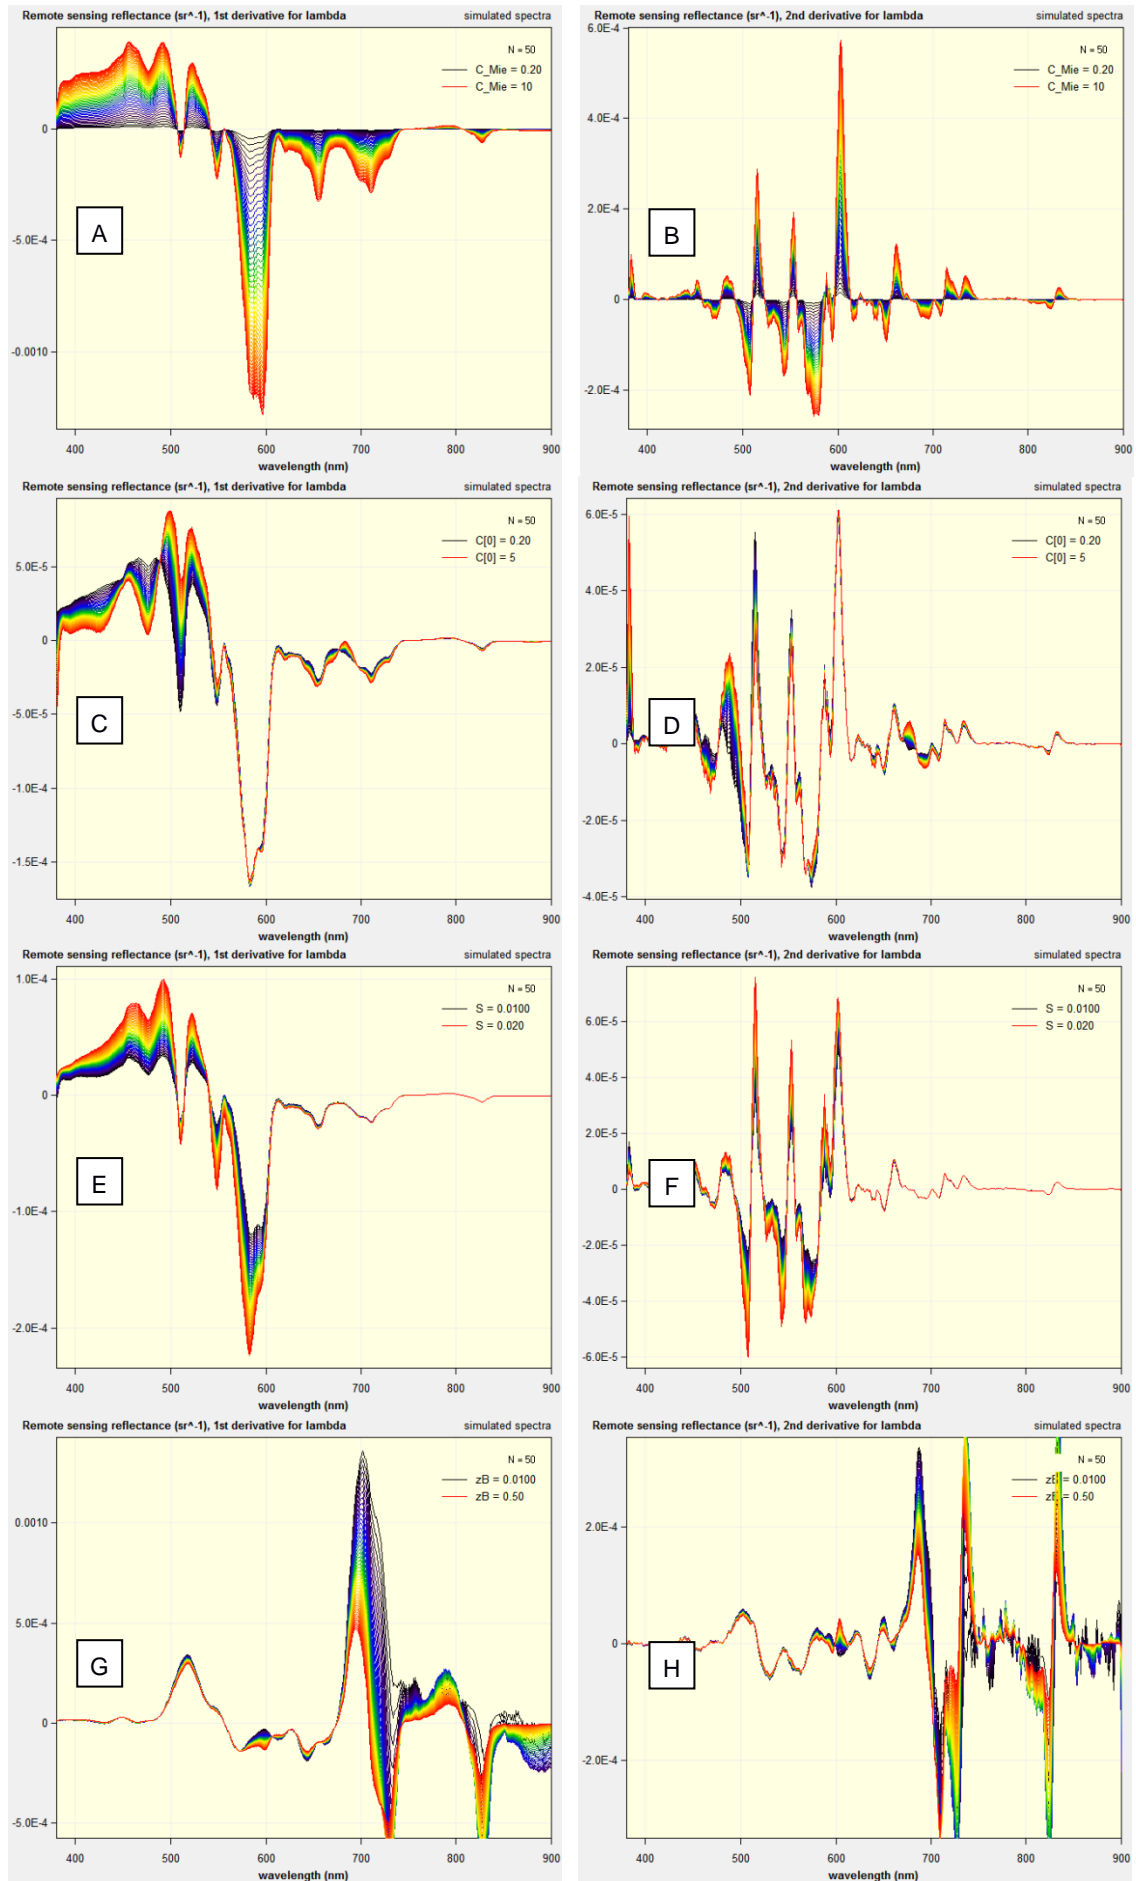 Remote sensing reflectance (sr^-1), 1st derivative for lambda simulated spectra
N = 50
C_Mie = 0.20
C_Mie = 10
0
-5.0E-4
-0.0010
A
400 500 600 700 800 900
wavelength (nm)
Remote sensing reflectance (sr^-1), 2nd derivative for lambda simulated spectra
6.0E-4
N = 50
C_Mie = 0.20
C_Mie = 10
4.0E-4
2.0E-4
0
-2.0E-4
B
400 500 600 700 800 900
wavelength (nm)
Remote sensing reflectance (sr^-1), 1st derivative for lambda simulated spectra
N = 50
C[0] = 0.20
C[0] = 5
5.0E-5
0
-5.0E-5
-1.0E-4
-1.5E-4
C
400 500 600 700 800 900
wavelength (nm)
Remote sensing reflectance (sr^-1), 2nd derivative for lambda simulated spectra
6.0E-5
N = 50
C[0] = 0.20
C[0] = 5
4.0E-5
2.0E-5
0
-2.0E-5
-4.0E-5
D
400 500 600 700 800 900
wavelength (nm)
Remote sensing reflectance (sr^-1), 1st derivative for lambda simulated spectra
1.0E-4
N = 50
S = 0.0100
S = 0.020
0
-1.0E-4
-2.0E-4
E
400 500 600 700 800 900
wavelength (nm)
Remote sensing reflectance (sr^-1), 2nd derivative for lambda simulated spectra
N = 50
S = 0.0100
S = 0.020
6.0E-5
4.0E-5
2.0E-5
0
-2.0E-5
-4.0E-5
-6.0E-5
F
400 500 600 700 800 900
wavelength (nm)
Remote sensing reflectance (sr^-1), 1st derivative for lambda simulated spectra
N = 50
zB = 0.0100
zB = 0.50
0.0010
5.0E-4
0
-5.0E-4
G
400 500 600 700 800 900
wavelength (nm)
Remote sensing reflectance (sr^-1), 2nd derivative for lambda simulated spectra
N = 50
zB = 0.0100
zB = 0.50
2.0E-4
0
-2.0E-4
H
400 500 600 700 800 900
wavelength (nm)